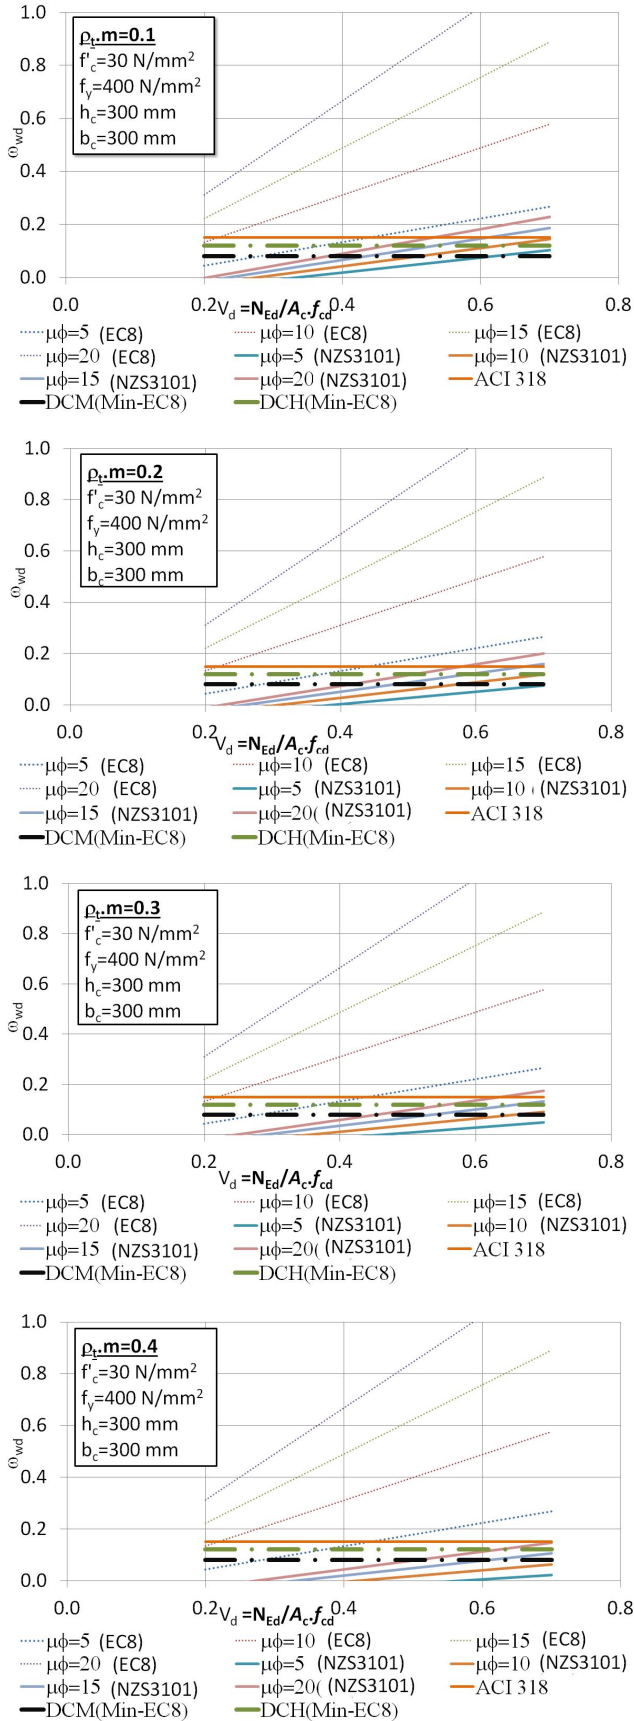 1.0
0.8
0.6
0.4
0.2
0.0
ωwd
ρt.m=0.1
f'c=30 N/mm²
fy=400 N/mm²
hc=300 mm
bc=300 mm
0.0 0.2 0.4 0.6 0.8
Vd =NEd/Ac.fcd
μϕ=5 (EC8) μϕ=10 (EC8) μϕ=15 (EC8)
μϕ=20 (EC8) μϕ=5 (NZS3101) μϕ=10 (NZS3101)
μϕ=15 (NZS3101) μϕ=20 (NZS3101) ACI 318
DCM(Min-EC8) DCH(Min-EC8)
1.0
0.8
0.6
0.4
0.2
0.0
ωwd
ρt.m=0.2
f'c=30 N/mm²
fy=400 N/mm²
hc=300 mm
bc=300 mm
0.0 0.2 0.4 0.6 0.8
Vd =NEd/Ac.fcd
μϕ=5 (EC8) μϕ=10 (EC8) μϕ=15 (EC8)
μϕ=20 (EC8) μϕ=5 (NZS3101) μϕ=10 ( NZS3101)
μϕ=15 (NZS3101) μϕ=20( (NZS3101) ACI 318
DCM(Min-EC8) DCH(Min-EC8)
1.0
0.8
0.6
0.4
0.2
0.0
ωwd
ρt.m=0.3
f'c=30 N/mm²
fy=400 N/mm²
hc=300 mm
bc=300 mm
0.0 0.2 0.4 0.6 0.8
Vd =NEd/Ac.fcd
μϕ=5 (EC8) μϕ=10 (EC8) μϕ=15 (EC8)
μϕ=20 (EC8) μϕ=5 (NZS3101) μϕ=10 (NZS3101)
μϕ=15 (NZS3101) μϕ=20( (NZS3101) ACI 318
DCM(Min-EC8) DCH(Min-EC8)
1.0
0.8
0.6
0.4
0.2
0.0
ωwd
ρt.m=0.4
f'c=30 N/mm²
fy=400 N/mm²
hc=300 mm
bc=300 mm
0.0 0.2 0.4 0.6 0.8
Vd =NEd/Ac.fcd
μϕ=5 (EC8) μϕ=10 (EC8) μϕ=15 (EC8)
μϕ=20 (EC8) μϕ=5 (NZS3101) μϕ=10 (NZS3101)
μϕ=15 (NZS3101) μϕ=20( (NZS3101) ACI 318
DCM(Min-EC8) DCH(Min-EC8)